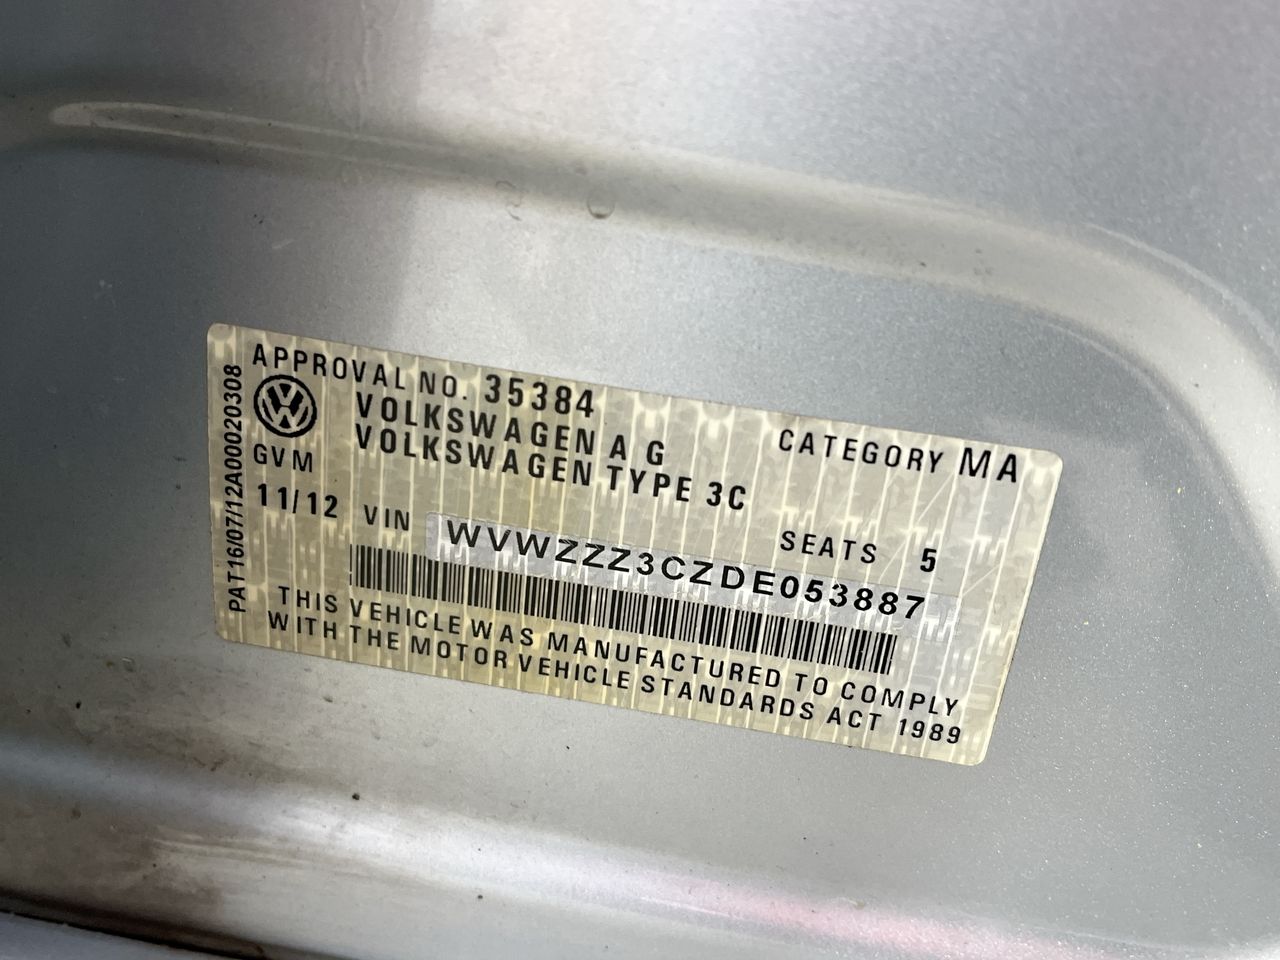 APPROVAL NO. 35384
CATEGORY MA
VOLKSWAGEN A G
VOLKSWAGEN TYPE 3C
GVM
SEATS 5
11/12 VIN WVWZZZ3CZDE053887
THIS VEHICLE WAS MANUFACTURED TO COMPLY
WITH THE MOTOR VEHICLE STANDARDS ACT 1989
PAT16/07/12A00020308